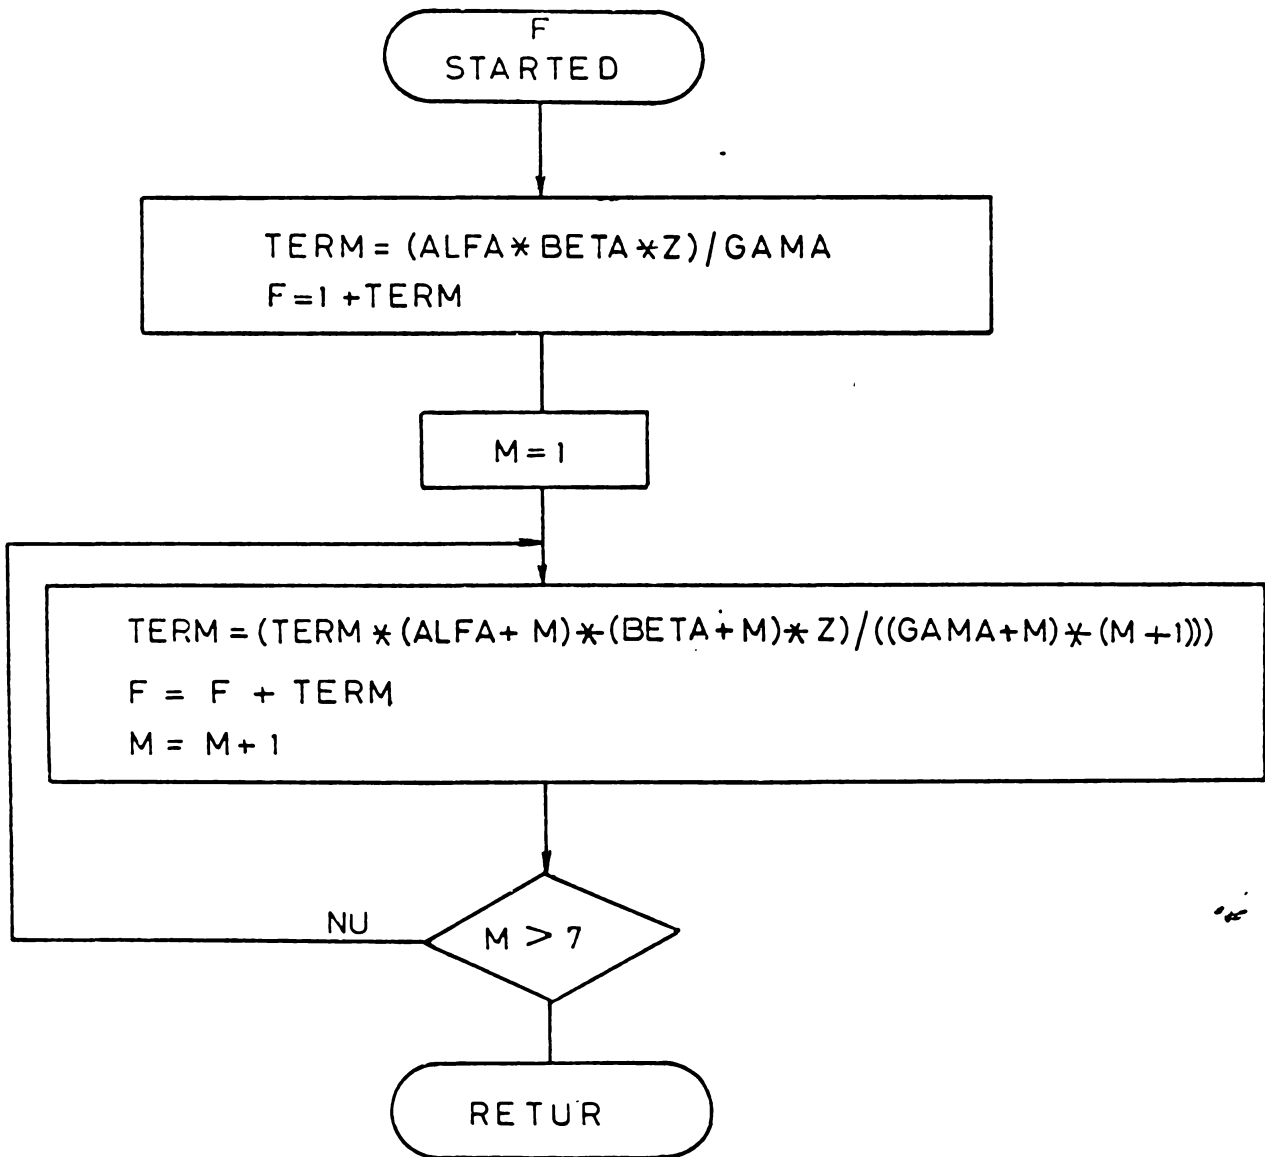 F
STARTED
TERM = (ALFA * BETA * Z) / GAMA
F = 1 + TERM
M = 1
TERM = (TERM * (ALFA + M) * (BETA + M) * Z) / ((GAMA + M) * (M + 1)))
F = F + TERM
M = M + 1
NU
M > 7
RETUR